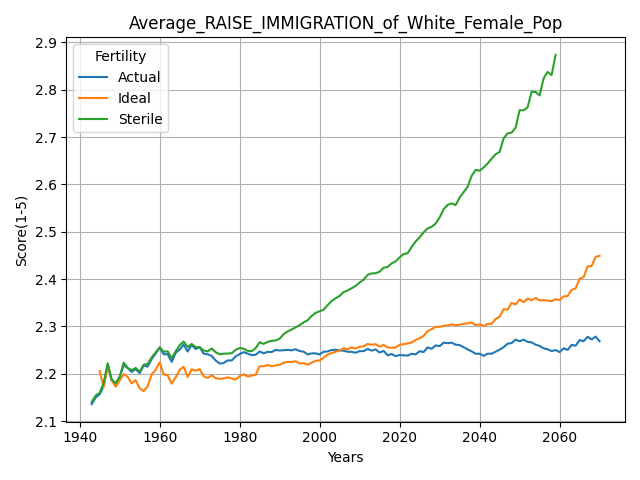 Average_RAISE_IMMIGRATION_of_White_Female_Pop
Fertility
Actual
Ideal
Sterile
Score(1-5)
2.9
2.8
2.7
2.6
2.5
2.4
2.3
2.2
2.1
1940 1960 1980 2000 2020 2040 2060
Years